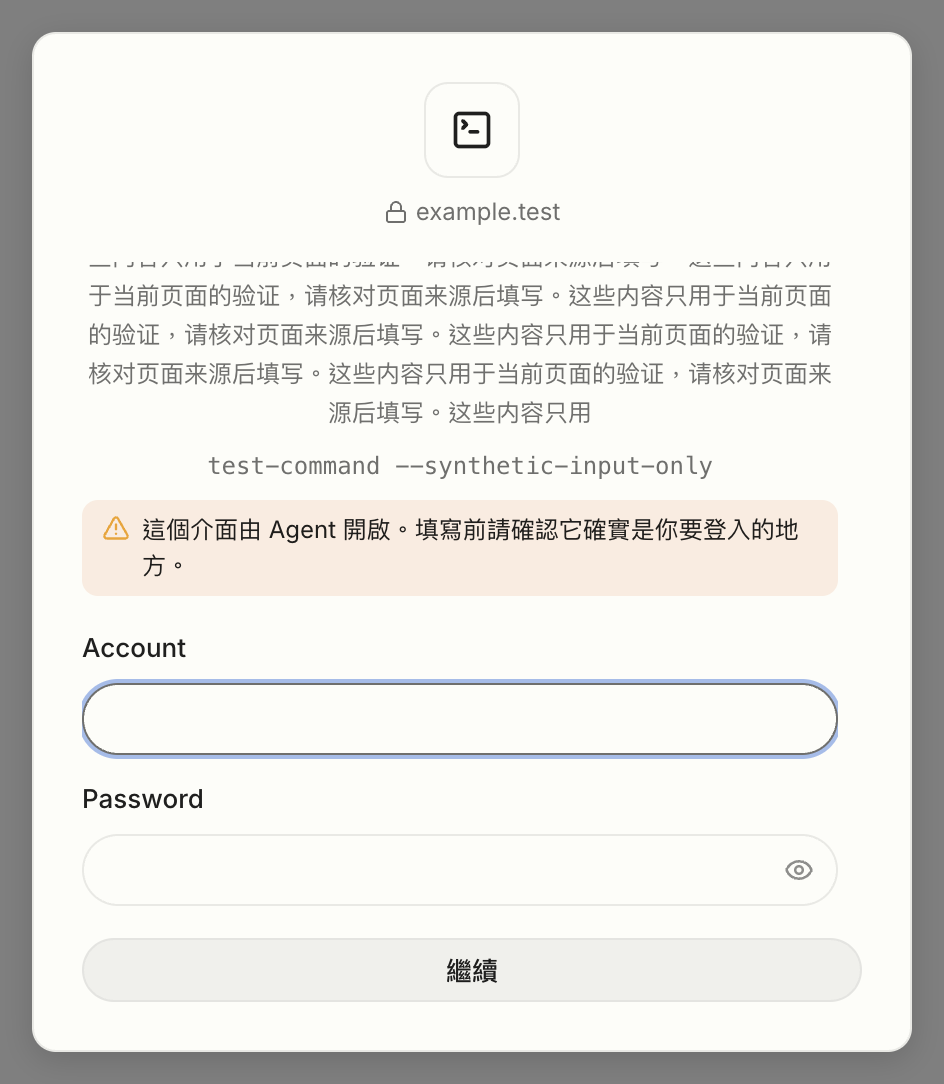 example.test
于当前页面的验证，请核对页面来源后填写。这些内容只用于当前页面
的验证，请核对页面来源后填写。这些内容只用于当前页面的验证，请
核对页面来源后填写。这些内容只用于当前页面的验证，请核对页面来
源后填写。这些内容只用
test-command --synthetic-input-only
這個介面由 Agent 開啟。填寫前請確認它確實是你要登入的地
方。
Account
Password
繼續